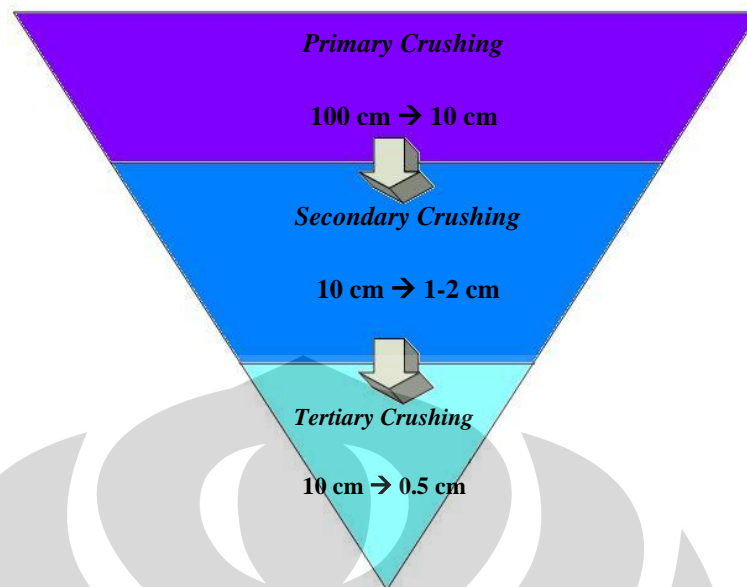 Primary Crushing
100 cm → 10 cm
Secondary Crushing
10 cm → 1-2 cm
Tertiary Crushing
10 cm → 0.5 cm